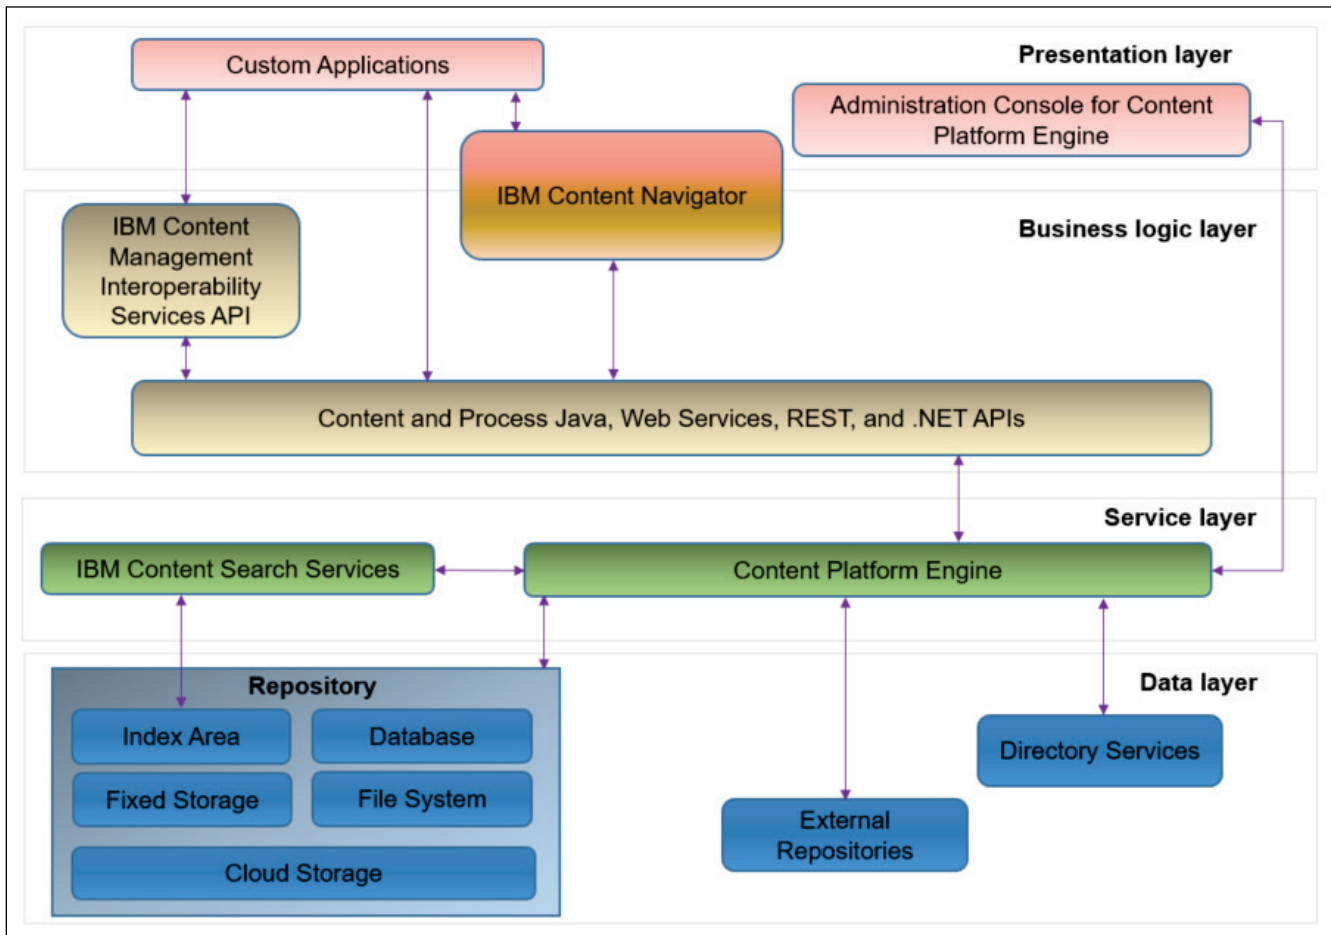 Presentation layer
Custom Applications
Administration Console for Content
Platform Engine
IBM Content Navigator
Business logic layer
IBM Content
Management
Interoperability
Services API
Content and Process Java, Web Services, REST, and .NET APIs
Service layer
IBM Content Search Services
Content Platform Engine
Data layer
Repository
Index Area
Database
Fixed Storage
File System
Cloud Storage
Directory Services
External
Repositories